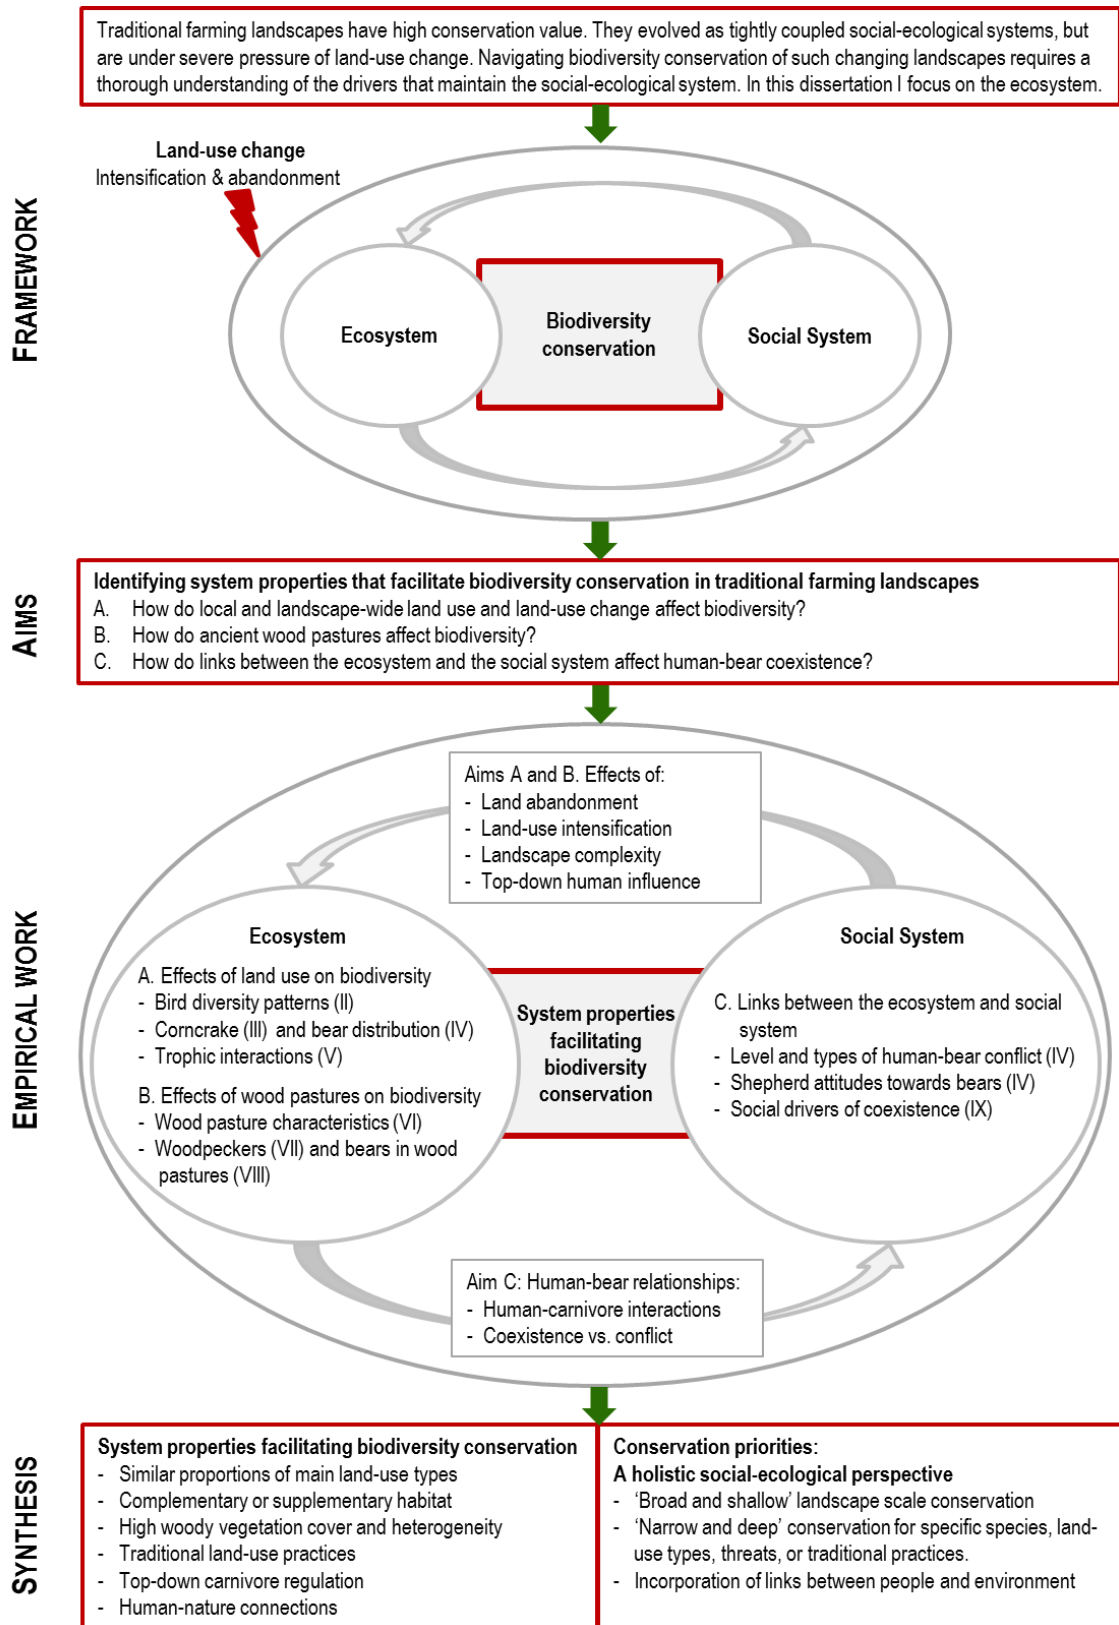 Traditional farming landscapes have high conservation value. They evolved as tightly coupled social-ecological systems, but
are under severe pressure of land-use change. Navigating biodiversity conservation of such changing landscapes requires a
thorough understanding of the drivers that maintain the social-ecological system. In this dissertation I focus on the ecosystem.
FRAMEWORK
Land-use change
Intensification & abandonment
Ecosystem
Biodiversity
conservation
Social System
AIMS
Identifying system properties that facilitate biodiversity conservation in traditional farming landscapes
A. How do local and landscape-wide land use and land-use change affect biodiversity?
B. How do ancient wood pastures affect biodiversity?
C. How do links between the ecosystem and the social system affect human-bear coexistence?
EMPIRICAL WORK
Aims A and B. Effects of:
- Land abandonment
- Land-use intensification
- Landscape complexity
- Top-down human influence
Ecosystem
A. Effects of land use on biodiversity
- Bird diversity patterns (II)
- Corncrake (III) and bear distribution (IV)
- Trophic interactions (V)
B. Effects of wood pastures on biodiversity
- Wood pasture characteristics (VI)
- Woodpeckers (VII) and bears in wood
pastures (VIII)
System properties
facilitating
biodiversity
conservation
Social System
C. Links between the ecosystem and social
system
- Level and types of human-bear conflict (IV)
- Shepherd attitudes towards bears (IV)
- Social drivers of coexistence (IX)
Aim C: Human-bear relationships:
- Human-carnivore interactions
- Coexistence vs. conflict
SYNTHESIS
System properties facilitating biodiversity conservation
- Similar proportions of main land-use types
- Complementary or supplementary habitat
- High woody vegetation cover and heterogeneity
- Traditional land-use practices
- Top-down carnivore regulation
- Human-nature connections
Conservation priorities:
A holistic social-ecological perspective
- ‘Broad and shallow’ landscape scale conservation
- ‘Narrow and deep’ conservation for specific species, land-
use types, threats, or traditional practices.
- Incorporation of links between people and environment